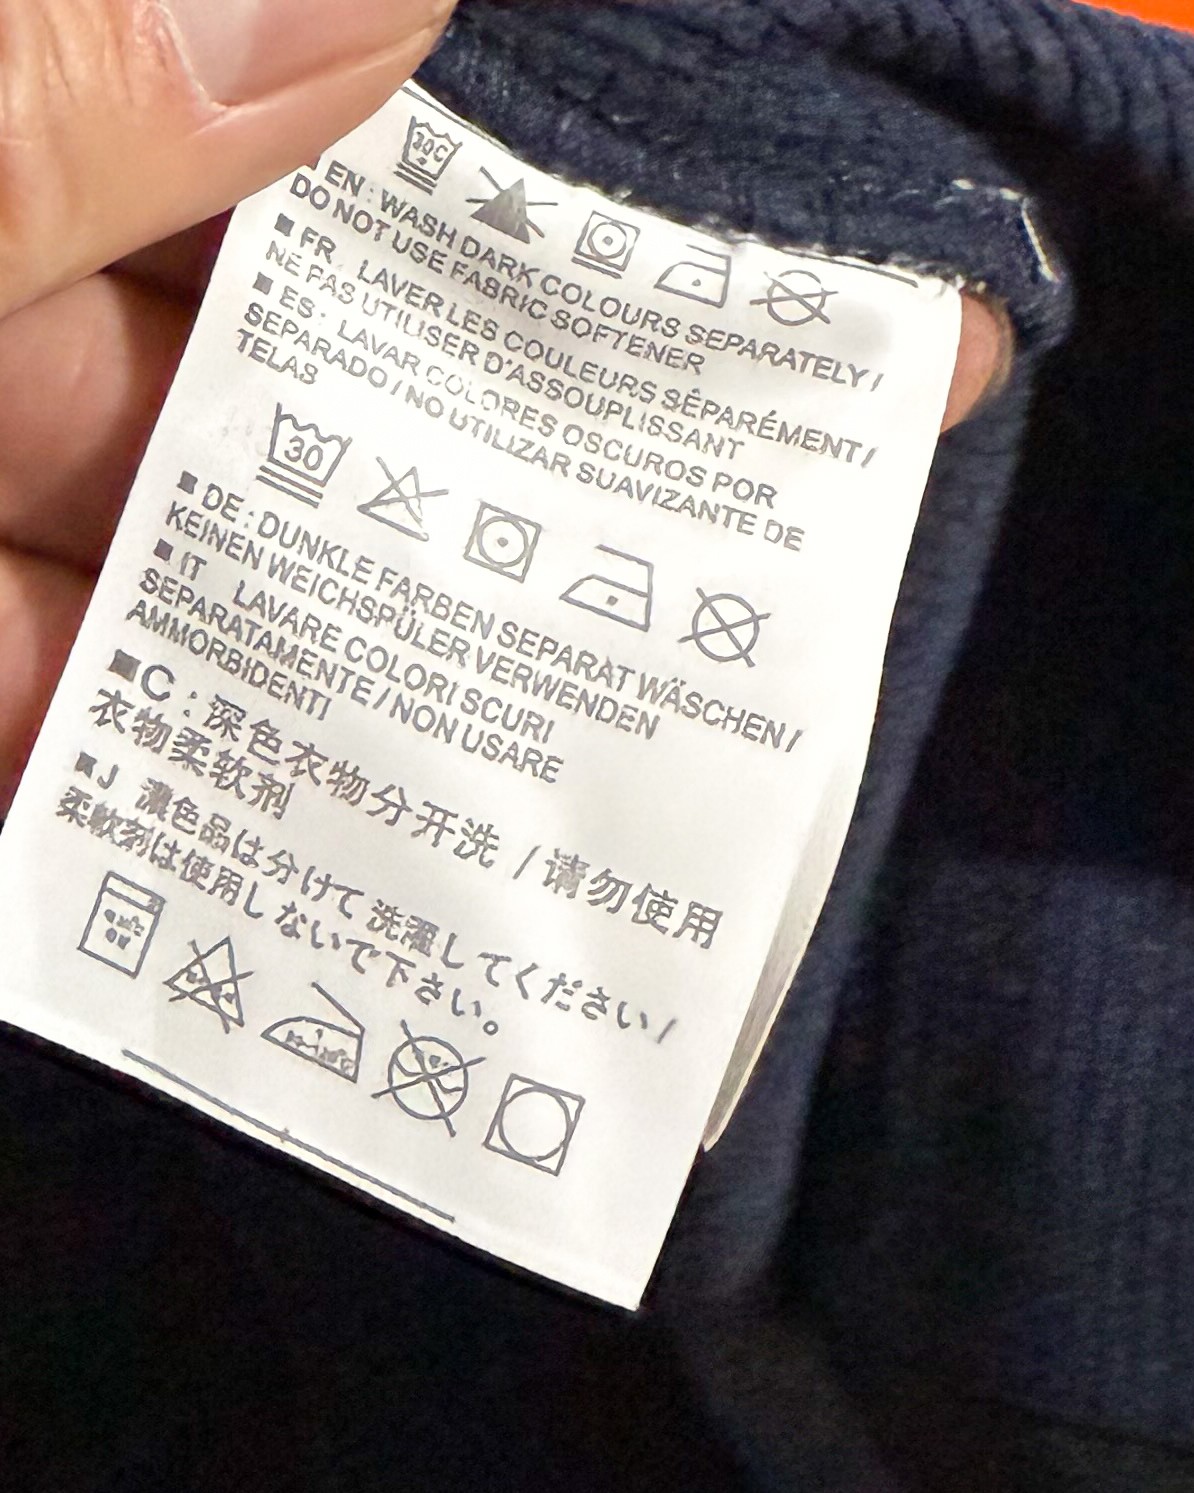 30C
■ EN : WASH DARK COLOURS SEPARATELY /
DO NOT USE FABRIC SOFTENER
■ FR LAVER LES COULEURS SÉPARÉMENT /
NE PAS UTILISER D'ASSOUPLISSANT
■ ES : LAVAR COLORES OSCUROS POR
SEPARADO / NO UTILIZAR SUAVIZANTE DE
TELAS
30
■ DE : DUNKLE FARBEN SEPARAT WÄSCHEN /
KEINEN WEICHSPÜLER VERWENDEN
■ IT LAVARE COLORI SCURI
SEPARATAMENTE / NON USARE
AMMORBIDENTI
■C : 深色衣物分开洗 / 请勿使用
衣物柔软剂
■J 濃色品は分けて 洗濯してください /
柔軟剤は使用しないで下さい。